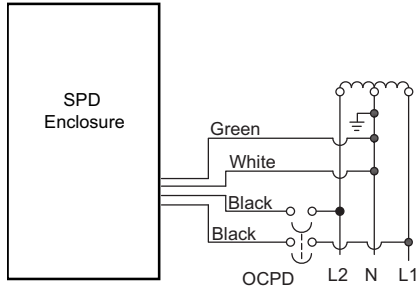 SPD
Enclosure
Green
White
Black
Black
OCPD L2 N L1